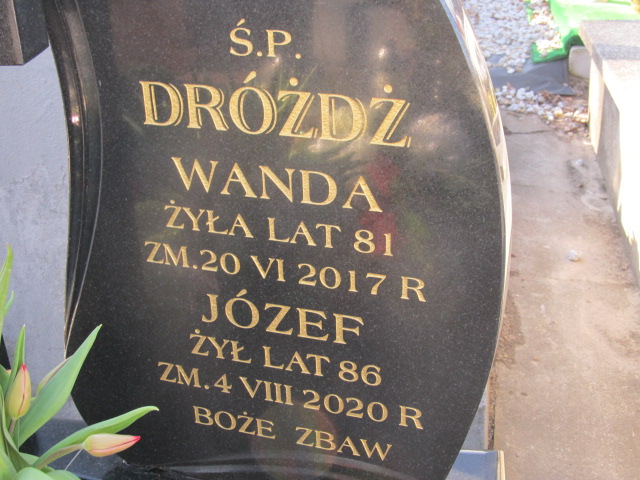 Ś.P.
DRÓŻDŻ
WANDA
ŻYŁA LAT 81
ZM.20 VI 2017 R
JÓZEF
ŻYŁ LAT 86
ZM.4 VIII 2020 R
BOŻE ZBAW